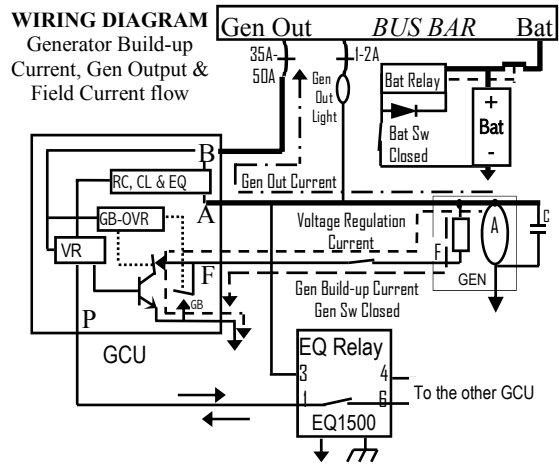 WIRING DIAGRAM
Generator Build-up
Current, Gen Output &
Field Current flow
Gen Out
BUS BAR
Bat
35A-
50A
1-2A
Gen
Out
Light
Bat Relay
Bat Sw
Closed
+
Bat
-
B
RC, CL & EQ
A
Gen Out Current
GB-OVR
VR
Voltage Regulation
Current
F
GB
F
A
C
GEN
Gen Build-up Current
Gen Sw Closed
P
GCU
EQ Relay
3
4
1
6
EQ1500
To the other GCU